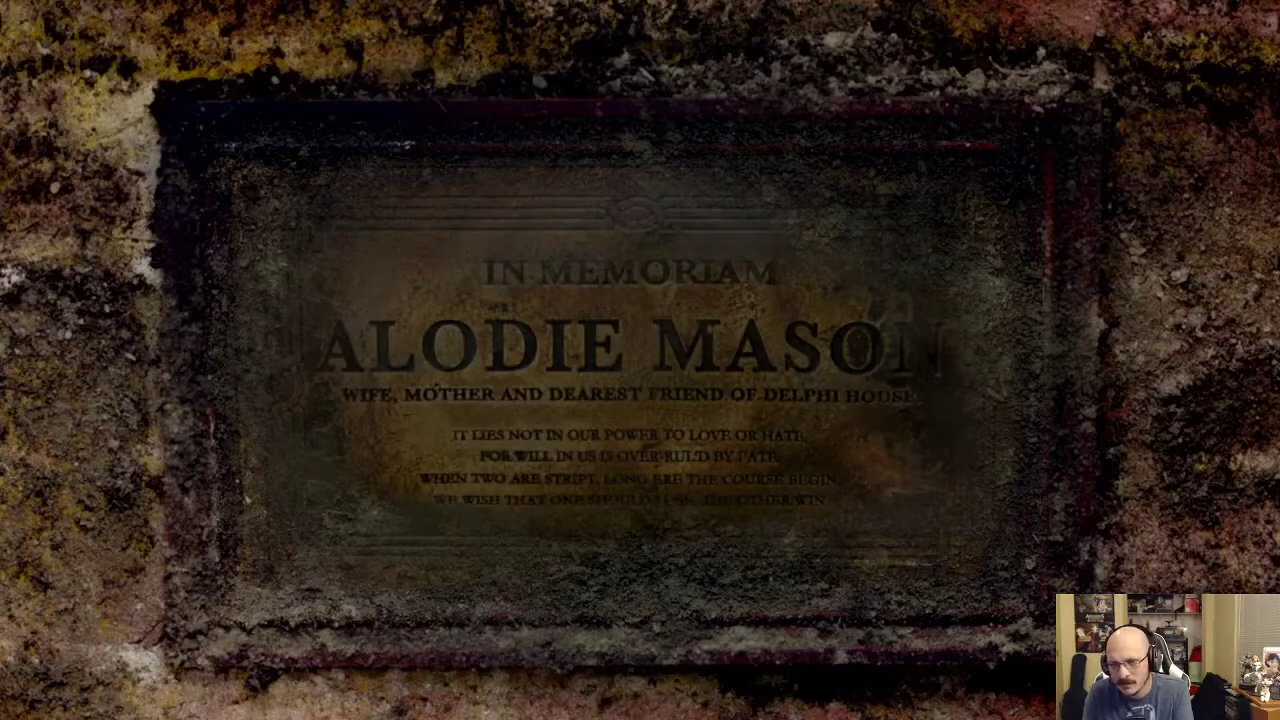 IN MEMORIAM
ALODIE MASON
WIFE, MOTHER AND DEAREST FRIEND OF DELPHI HOUSE
IT LIES NOT IN OUR POWER TO LOVE OR HATE,
FOR WILL IN US IS OVER-RUL'D BY FATE.
WHEN TWO ARE STRIPT, LONG ERE THE COURSE BEGIN,
WE WISH THAT ONE SHOULD LOSE, THE OTHER WIN